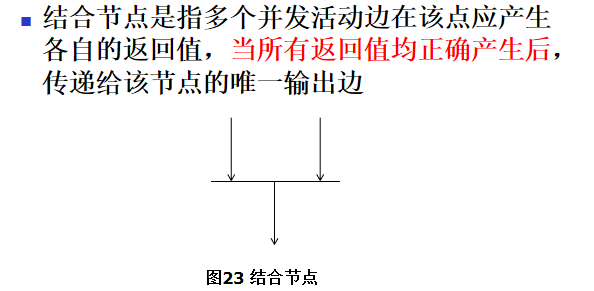 结合节点是指多个并发活动边在该点应产生
各自的返回值，当所有返回值均正确产生后，
传递给该节点的唯一输出边
图23 结合节点